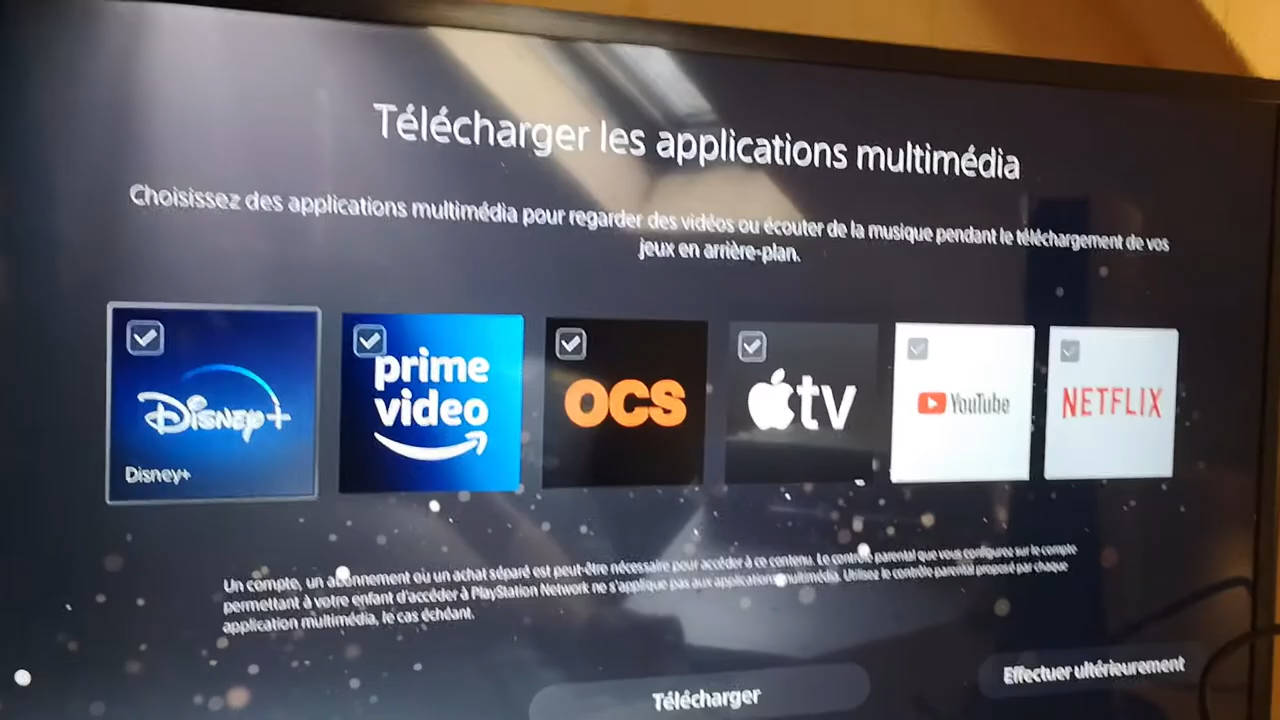 Télécharger les applications multimédia
Choisissez des applications multimédia pour regarder des vidéos ou écouter de la musique pendant le téléchargement de vos
jeux en arrière-plan.
Disney+
Disney+
prime
video
OCS
tv
YouTube
NETFLIX
Un compte, un abonnement ou un achat séparé est peut-être nécessaire pour accéder à ce contenu. Le contrôle parental que vous configurez sur le compte
permettant à votre enfant d'accéder à PlayStation Network ne s'applique pas aux applications multimédia. Utilisez le contrôle parental proposé par chaque
application multimédia, le cas échéant.
Télécharger
Effectuer ultérieurement